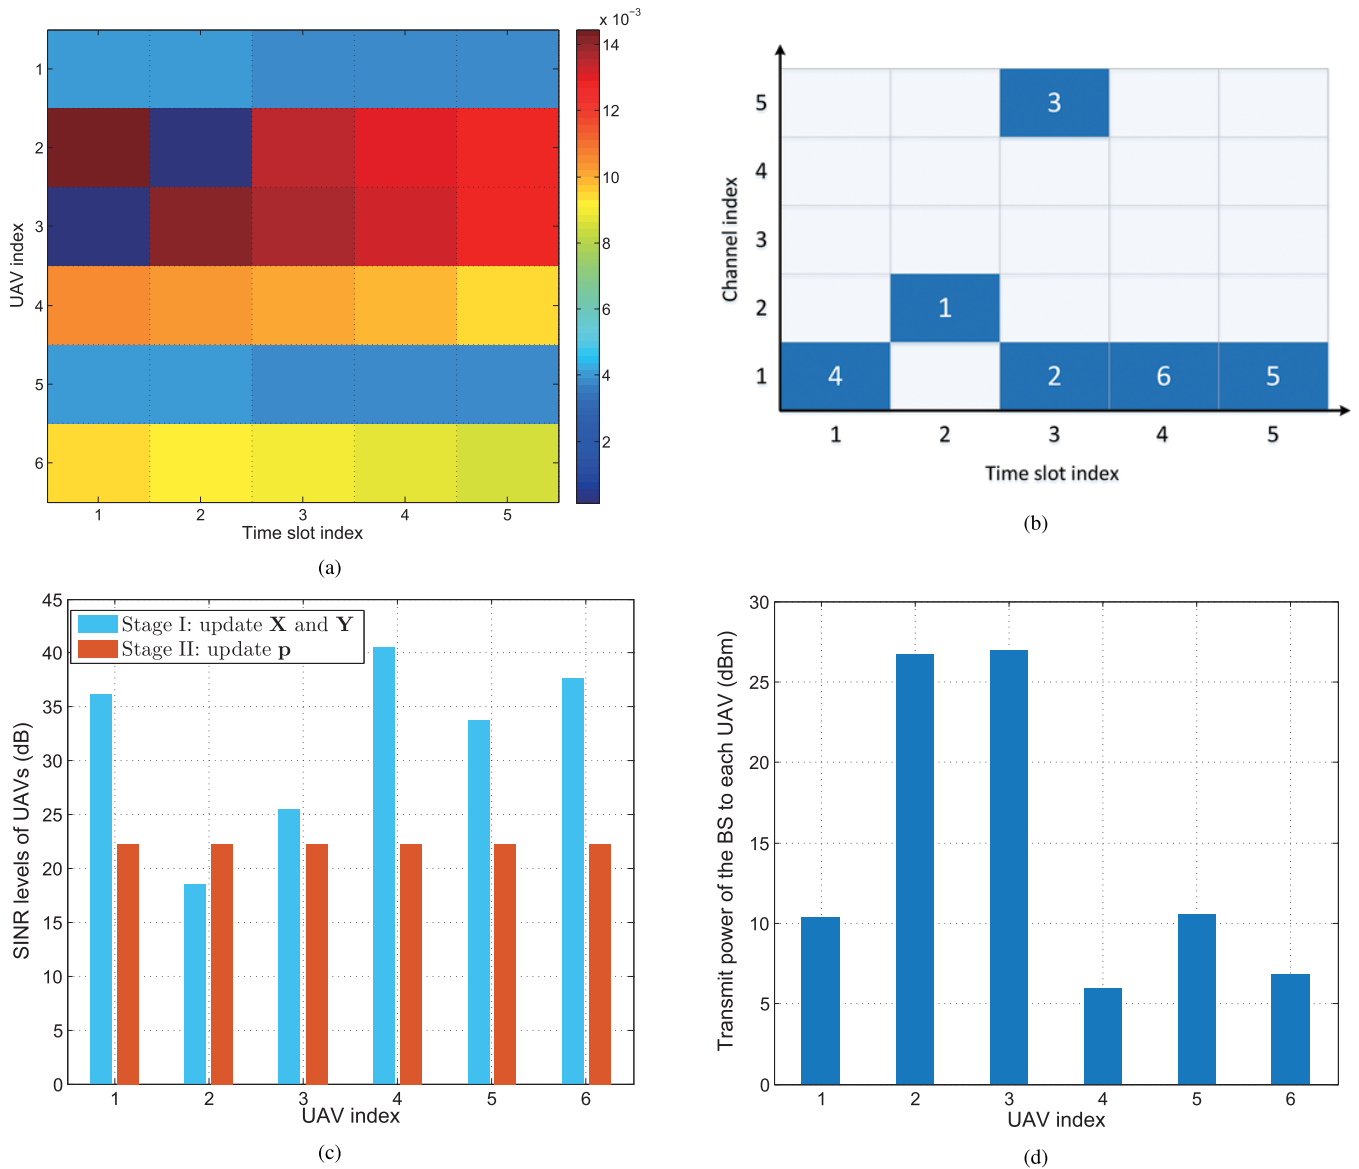 x 10⁻³
14
12
10
8
6
4
2
UAV index
1
2
3
4
5
6
1 2 3 4 5
Time slot index
(a)
Channel index
5
4
3
2
1
3
1
4 2 6 5
1 2 3 4 5
Time slot index
(b)
SINR levels of UAVs (dB)
45
40
35
30
25
20
15
10
5
0
Stage I: update X and Y
Stage II: update p
1 2 3 4 5 6
UAV index
(c)
Transmit power of the BS to each UAV (dBm)
30
25
20
15
10
5
0
1 2 3 4 5 6
UAV index
(d)